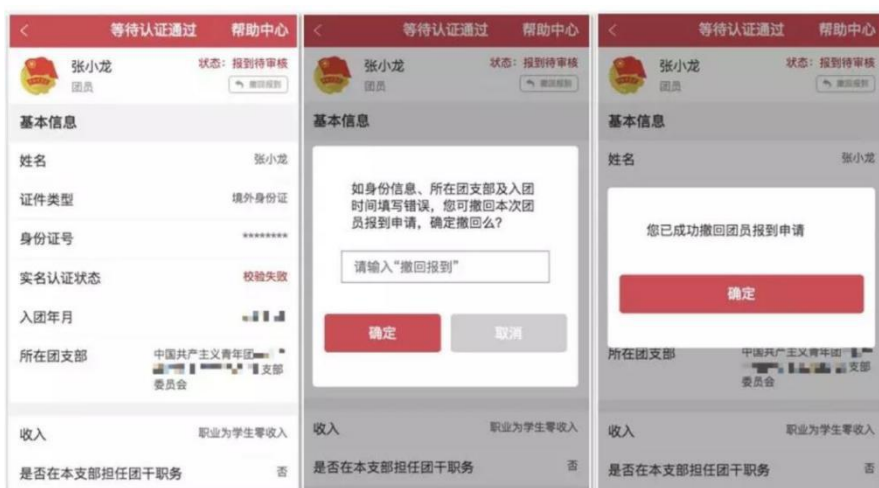 等待认证通过
帮助中心
张小龙
状态：报到待审核
团员
撤回报到
基本信息
姓名
张小龙
证件类型
境外身份证
身份证号
********
实名认证状态
校验失败
入团年月
所在团支部
中国共产主义青年团
支部
委员会
收入
职业为学生零收入
是否在本支部担任团干职务
否
等待认证通过
帮助中心
张小龙
状态：报到待审核
团员
撤回报到
基本信息
如身份信息、所在团支部及入团
时间填写错误，您可撤回本次团
员报到申请，确定撤回么?
请输入“撤回报到”
确定
取消
收入
职业为学生零收入
是否在本支部担任团干职务
否
等待认证通过
帮助中心
张小龙
状态：报到待审核
团员
撤回报到
基本信息
姓名
张小龙
您已成功撤回团员报到申请
确定
所在团支部
中国共产主义青年团
支部
委员会
收入
职业为学生零收入
是否在本支部担任团干职务
否